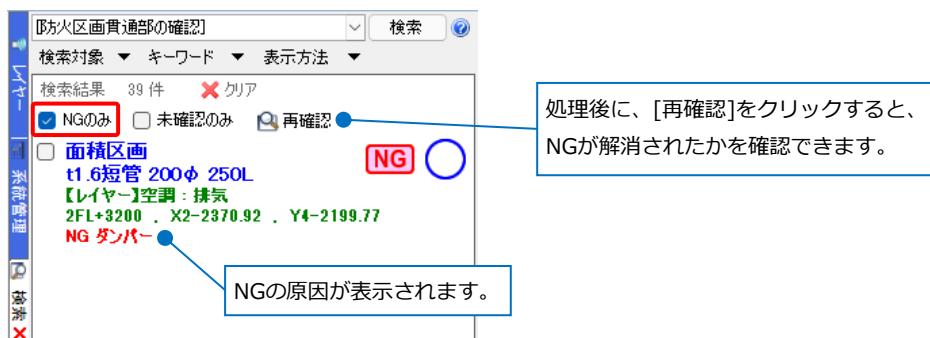 [防火区画貫通部の確認]
検索
検索対象 ▼ キーワード ▼ 表示方法 ▼
検索結果 39 件 クリア
NGのみ 未確認のみ 再確認
面積区画
NG
t1.6短管 200φ 250L
【レイヤー】空調：排気
2FL+3200 . X2-2370.92 . Y4-2199.77
NG ダンパー
処理後に、[再確認]をクリックすると、
NGが解消されたかを確認できます。
NGの原因が表示されます。
レイヤー
系統管理
検索